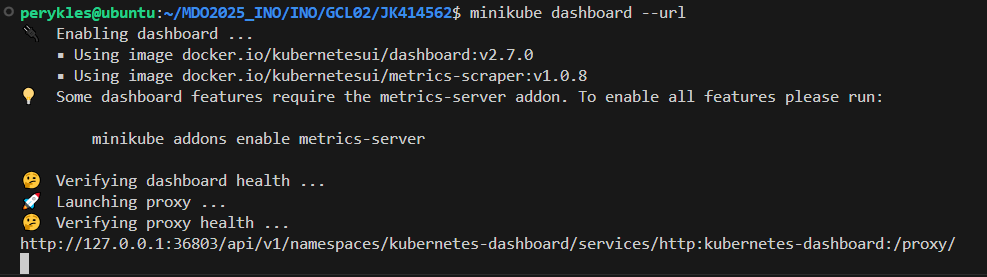 perykles@ubuntu:~/MDO2025_INO/INO/GCL02/JK414562$ minikube dashboard --url
🔌 Enabling dashboard ...
▪ Using image docker.io/kubernetesui/dashboard:v2.7.0
▪ Using image docker.io/kubernetesui/metrics-scraper:v1.0.8
💡 Some dashboard features require the metrics-server addon. To enable all features please run:
minikube addons enable metrics-server
🤔 Verifying dashboard health ...
🚀 Launching proxy ...
🤔 Verifying proxy health ...
http://127.0.0.1:36803/api/v1/namespaces/kubernetes-dashboard/services/http:kubernetes-dashboard:/proxy/